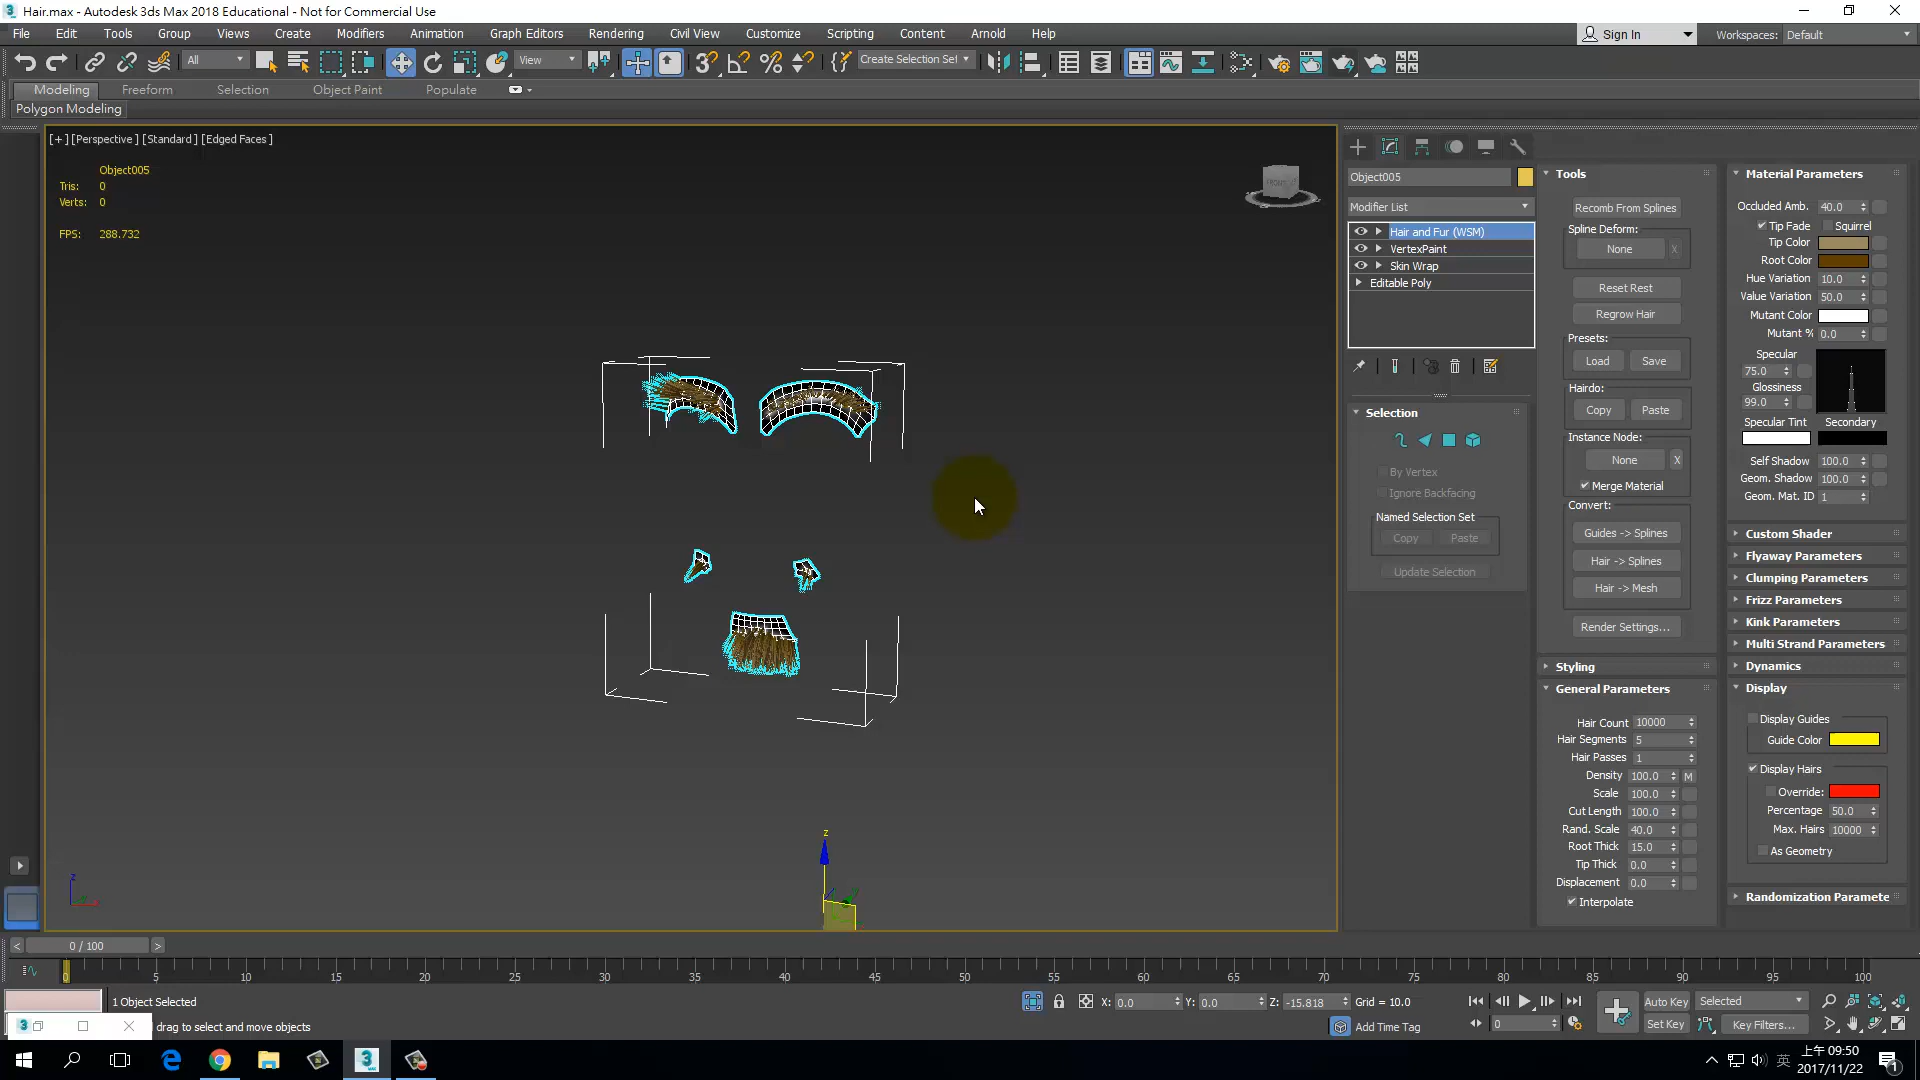 Hair.max - Autodesk 3ds Max 2018 Educational - Not for Commercial Use
File Edit Tools Group Views Create Modifiers Animation Graph Editors Rendering Civil View Customize Scripting Content Arnold Help
Sign In Workspaces: Default
All View Create Selection Set
Modeling Freeform Selection Object Paint Populate
Polygon Modeling
[+] [Perspective ] [Standard ] [Edged Faces ]
Object005
Tris: 0
Verts: 0
FPS: 288.732
z
z
Object005
Modifier List
Hair and Fur (WSM)
VertexPaint
Skin Wrap
Editable Poly
Selection
By Vertex
Ignore Backfacing
Named Selection Set
Copy Paste
Update Selection
Tools
Recomb From Splines
Spline Deform:
None X
Reset Rest
Regrow Hair
Presets:
Load Save
Hairdo:
Copy Paste
Instance Node:
None X
Merge Material
Convert:
Guides -> Splines
Hair -> Splines
Hair -> Mesh
Render Settings...
Styling
General Parameters
Hair Count 10000
Hair Segments 5
Hair Passes 1
Density 100.0 M
Scale 100.0
Cut Length 100.0
Rand. Scale 40.0
Root Thick 15.0
Tip Thick 0.0
Displacement 0.0
Interpolate
Material Parameters
Occluded Amb. 40.0
Tip Fade Squirrel
Tip Color
Root Color
Hue Variation 10.0
Value Variation 50.0
Mutant Color
Mutant % 0.0
Specular
75.0
Glossiness
99.0
Specular Tint Secondary
Self Shadow 100.0
Geom. Shadow 100.0
Geom. Mat. ID 1
Custom Shader
Flyaway Parameters
Clumping Parameters
Frizz Parameters
Kink Parameters
Multi Strand Parameters
Dynamics
Display
Display Guides
Guide Color
Display Hairs
Override:
Percentage 50.0
Max. Hairs 10000
As Geometry
Randomization Paramete
< 0 / 100 >
0 5 10 15 20 25 30 35 40 45 50 55 60 65 70 75 80 85 90 95 100
1 Object Selected
drag to select and move objects
X: 0.0 Y: 0.0 Z: -15.818 Grid = 10.0
Add Time Tag
0
Auto Key Selected
Set Key Key Filters...
英
上午 09:50
2017/11/22
1